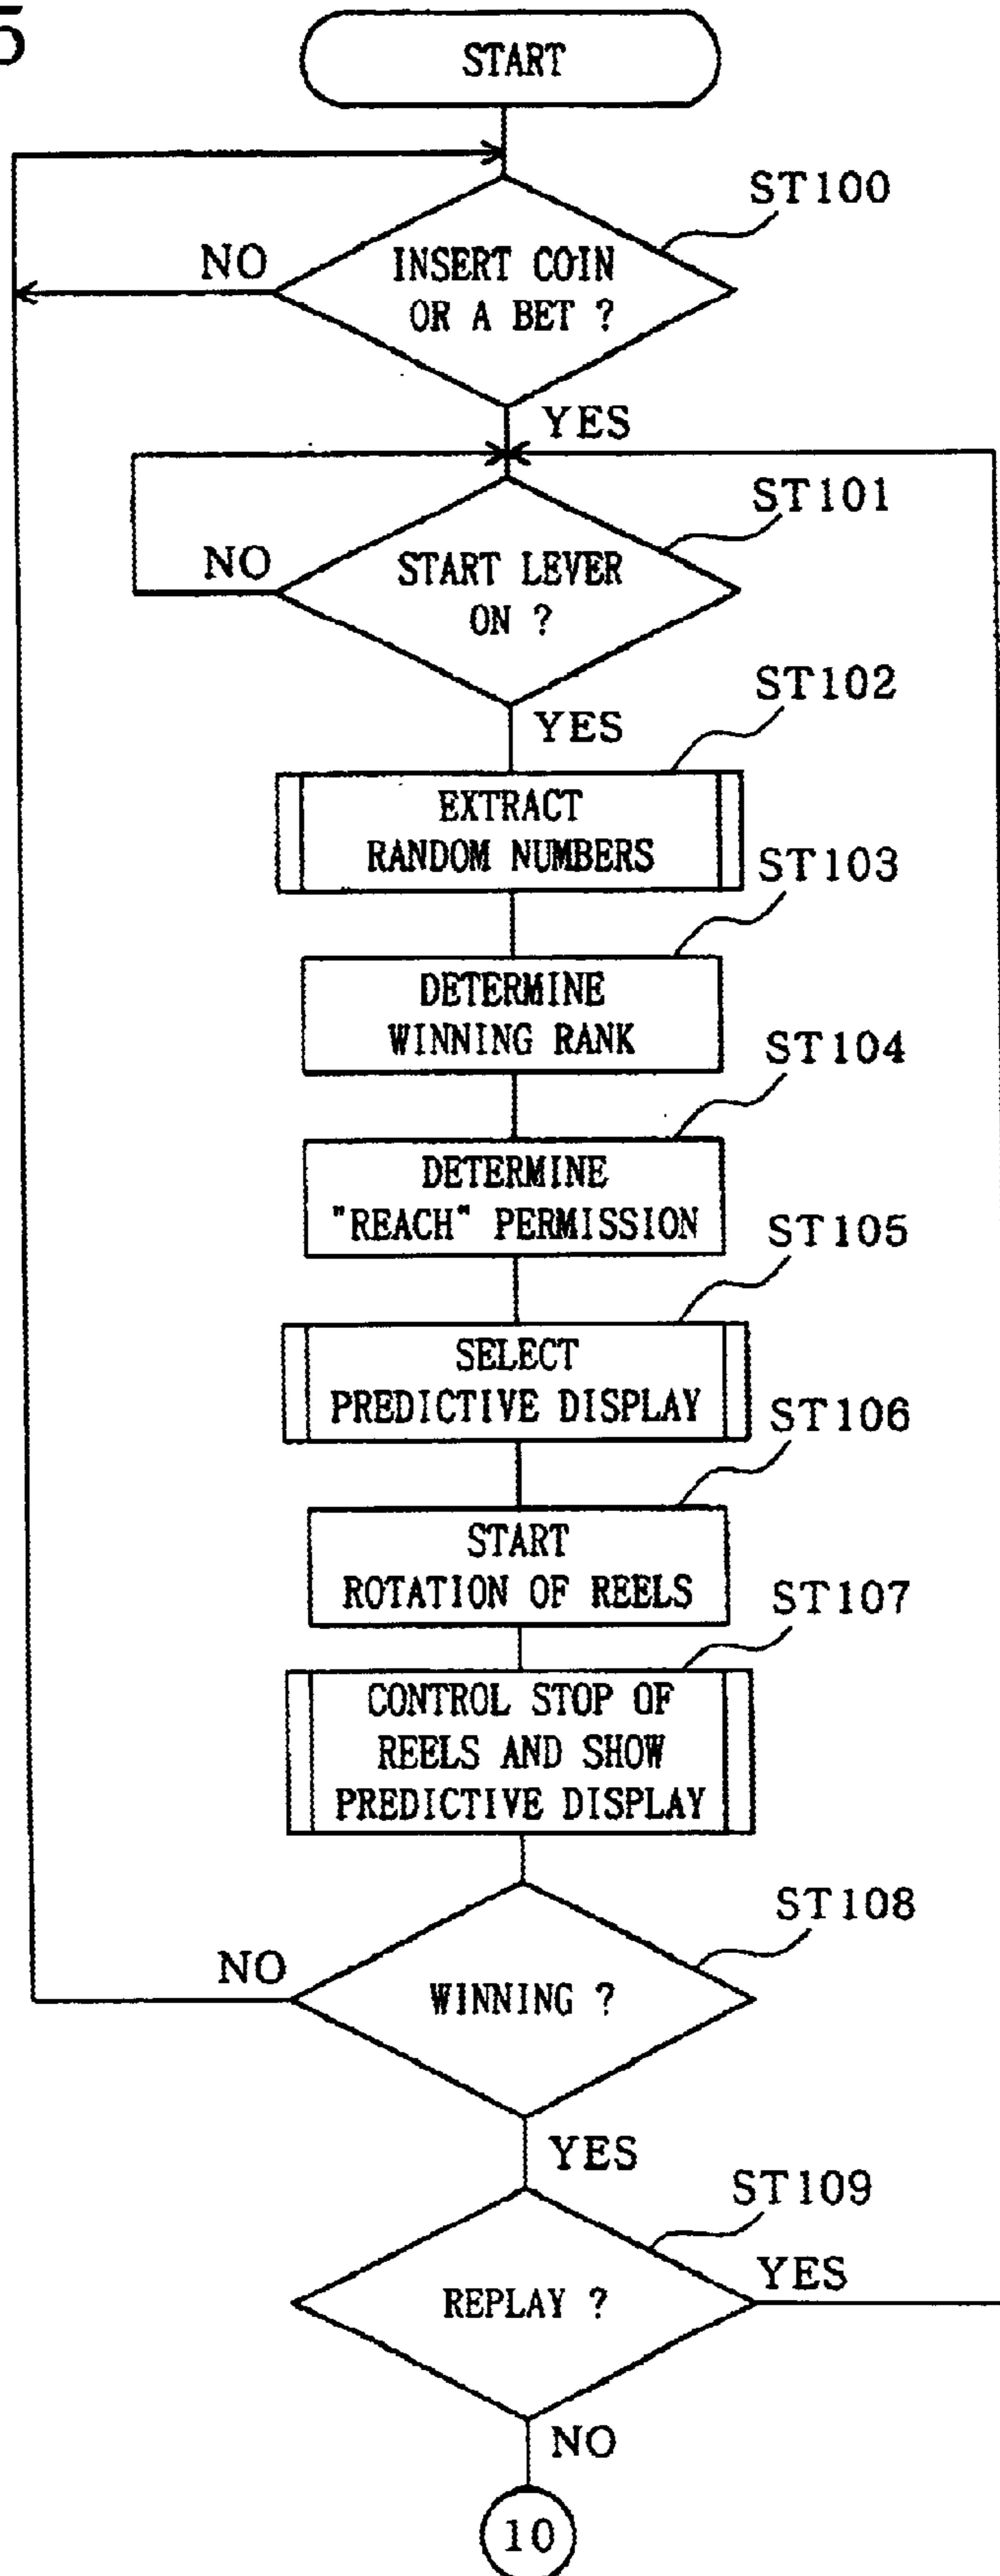 5
START
ST100
NO
INSERT COIN
OR A BET ?
YES
ST101
NO
START LEVER
ON ?
ST102
YES
EXTRACT
RANDOM NUMBERS
ST103
DETERMINE
WINNING RANK
ST104
DETERMINE
"REACH" PERMISSION
ST105
SELECT
PREDICTIVE DISPLAY
ST106
START
ROTATION OF REELS
ST107
CONTROL STOP OF
REELS AND SHOW
PREDICTIVE DISPLAY
ST108
NO
WINNING ?
YES
ST109
YES
REPLAY ?
NO
10